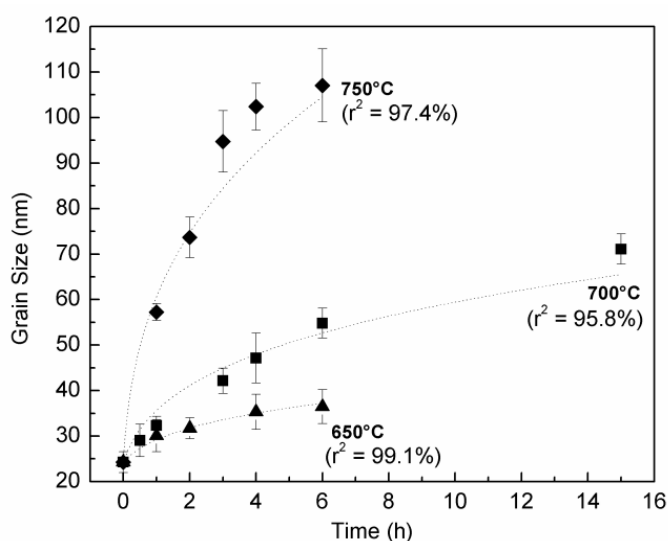 120
110
100
90
80
70
60
50
40
30
20
Grain Size (nm)
750°C
(r² = 97.4%)
700°C
(r² = 95.8%)
650°C
(r² = 99.1%)
0 2 4 6 8 10 12 14 16
Time (h)